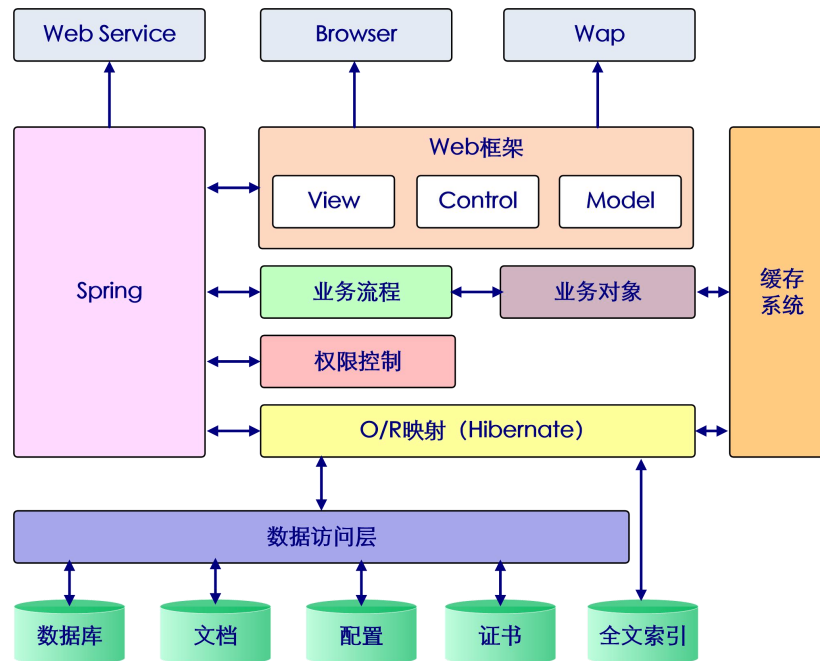 Web Service
Browser
Wap
Web框架
View
Control
Model
Spring
业务流程
业务对象
缓存
系统
权限控制
O/R映射（Hibernate）
数据访问层
数据库
文档
配置
证书
全文索引